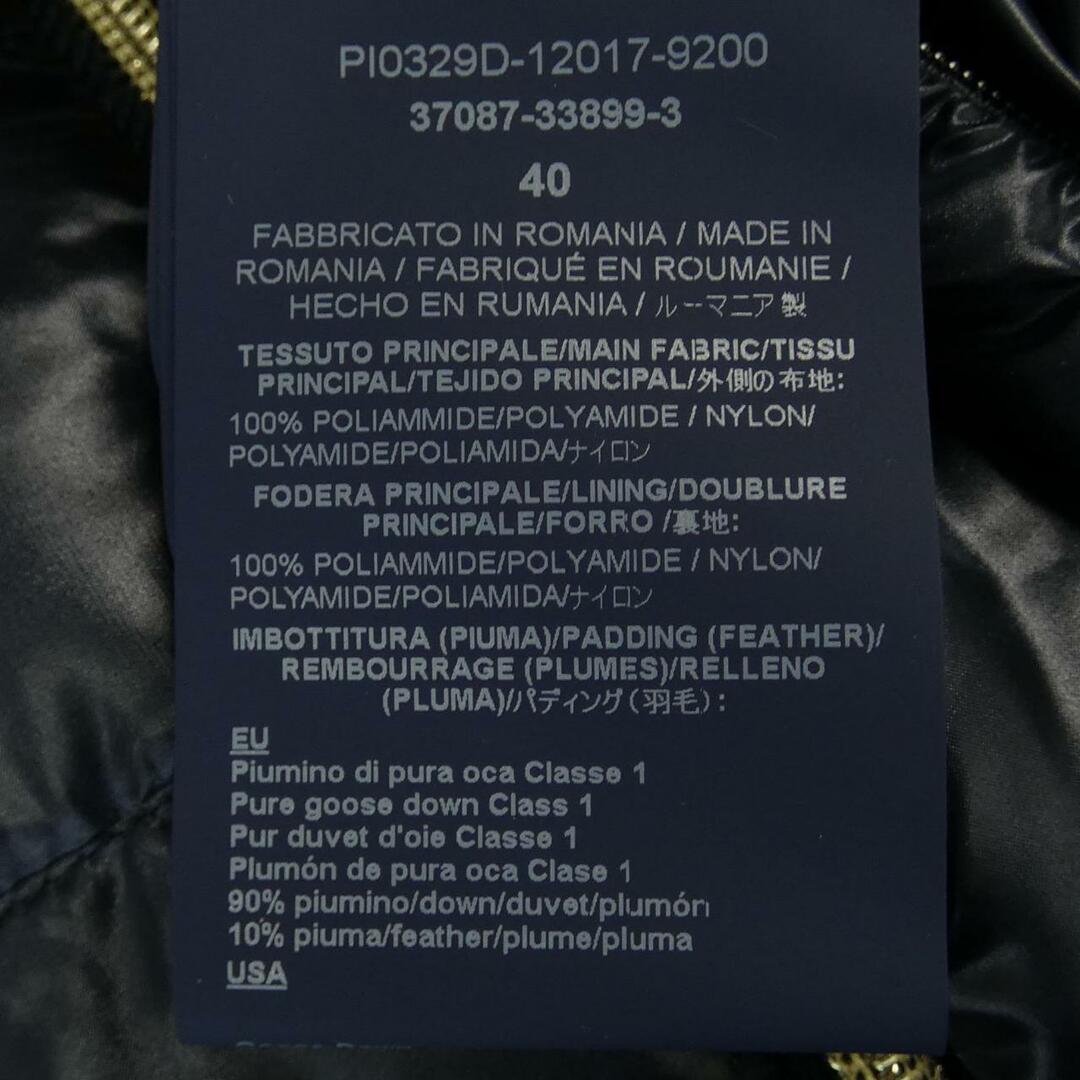 PI0329D-12017-9200
37087-33899-3
40
FABBRICATO IN ROMANIA / MADE IN
ROMANIA / FABRIQUÉ EN ROUMANIE /
HECHO EN RUMANIA / ルーマニア製
TESSUTO PRINCIPALE/MAIN FABRIC/TISSU
PRINCIPAL/TEJIDO PRINCIPAL/外側の布地:
100% POLIAMMIDE/POLYAMIDE / NYLON/
POLYAMIDE/POLIAMIDA/ナイロン
FODERA PRINCIPALE/LINING/DOUBLURE
PRINCIPALE/FORRO /裏地:
100% POLIAMMIDE/POLYAMIDE / NYLON/
POLYAMIDE/POLIAMIDA/ナイロン
IMBOTTITURA (PIUMA)/PADDING (FEATHER)/
REMBOURRAGE (PLUMES)/RELLENO
(PLUMA)/パディング(羽毛):
EU
Piumino di pura oca Classe 1
Pure goose down Class 1
Pur duvet d'oie Classe 1
Plumón de pura oca Clase 1
90% piumino/down/duvet/plumón
10% piuma/feather/plume/pluma
USA